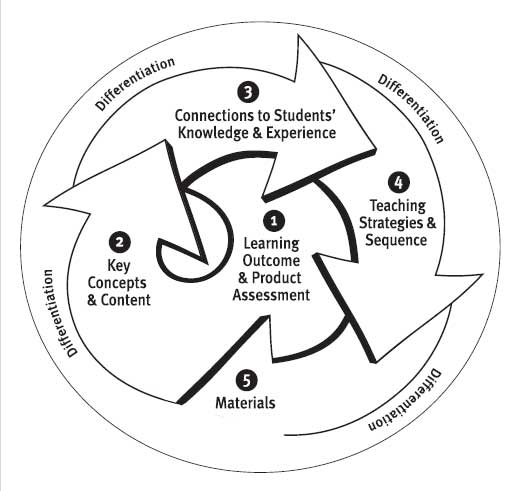 Differentiation
Differentiation
3
Connections to Students'
Knowledge & Experience
4
Teaching
Strategies &
Sequence
1
Learning
Outcome
& Product
Assessment
2
Key
Concepts
& Content
Differentiation
5
Materials
Differentiation